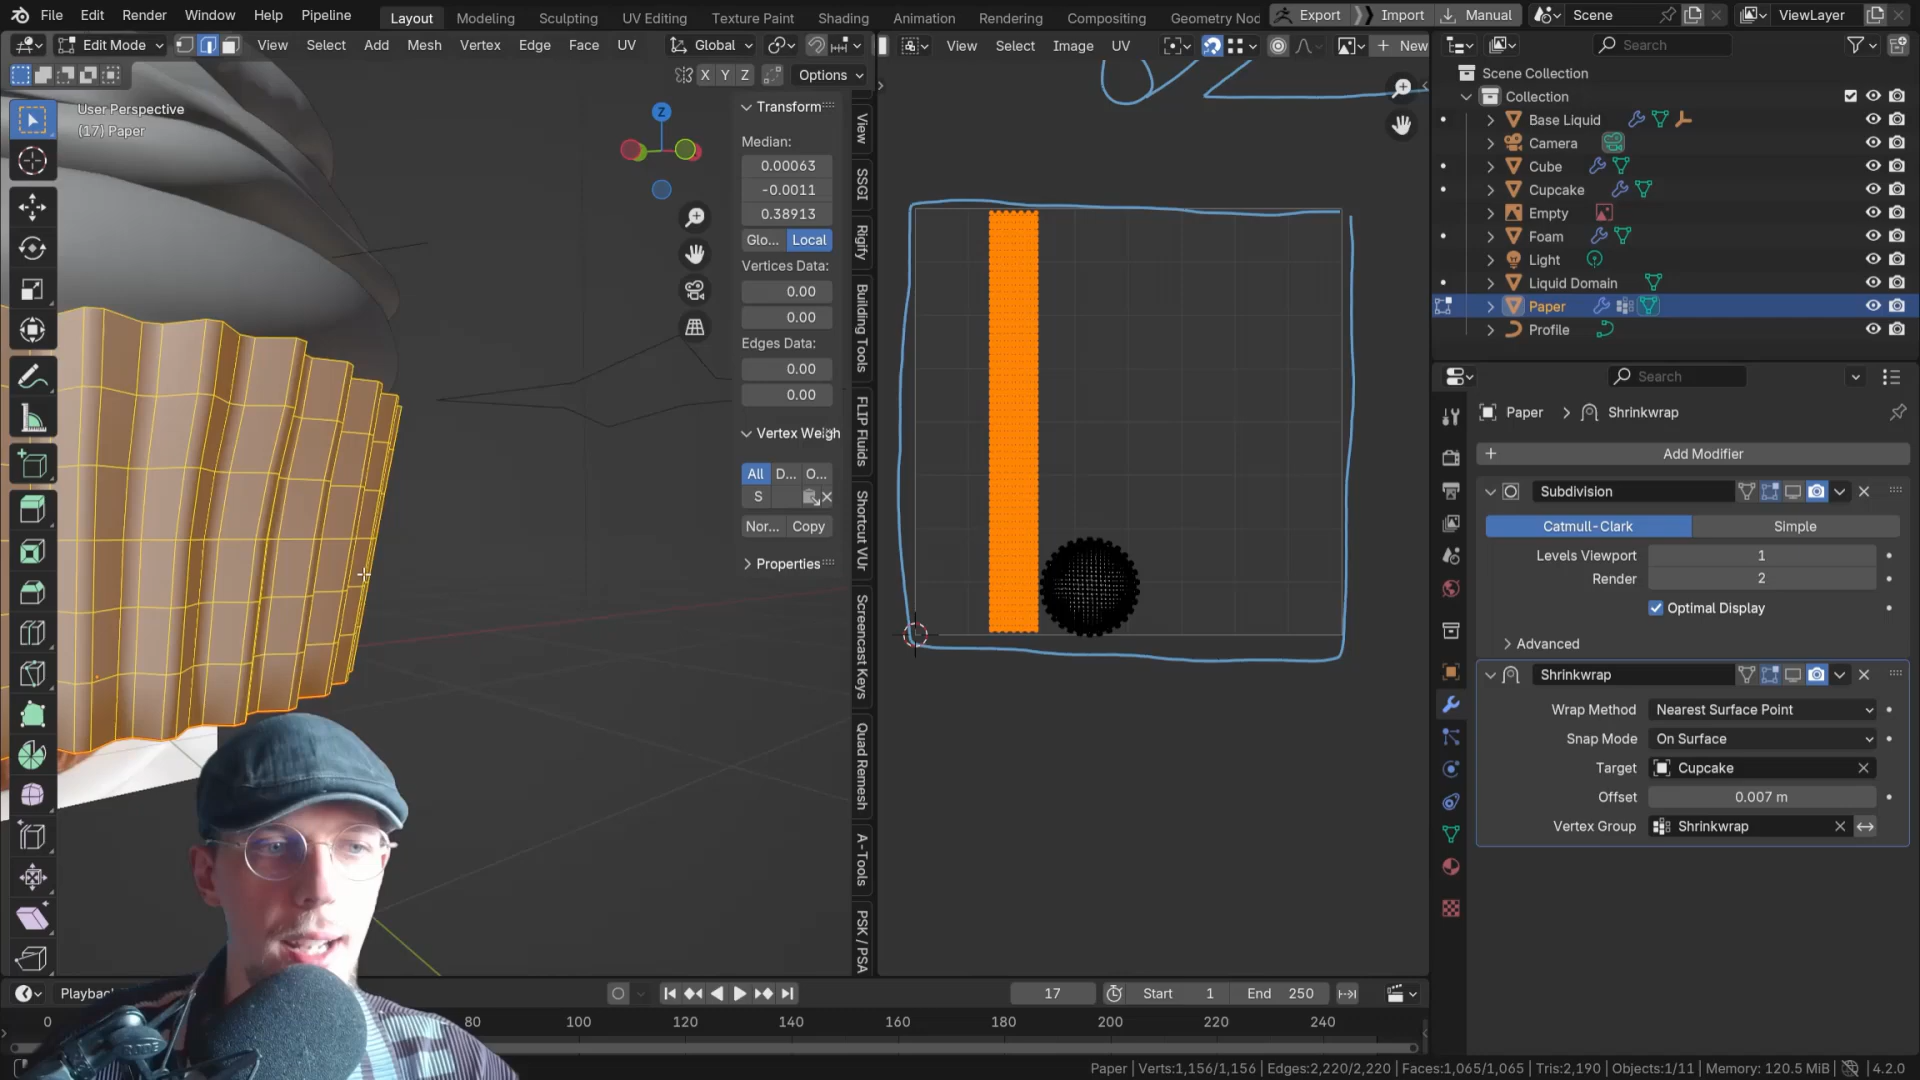 File Edit Render Window Help Pipeline Layout Modeling Sculpting UV Editing Texture Paint Shading Animation Rendering Compositing Geometry Nod Export Import Manual Scene ViewLayer
Edit Mode View Select Add Mesh Vertex Edge Face UV Global View Select Image UV New Search
X Y Z Options
User Perspective
(17) Paper
Z
Transform
Median:
0.00063
-0.0011
0.38913
Glo... Local
Vertices Data:
0.00
0.00
Edges Data:
0.00
0.00
Vertex Weigh
All D... O...
S
Nor... Copy
Properties
View
SSGI
Rigify
Building Tools
FLIP Fluids
Shortcut VUr
Screencast Keys
Quad Remesh
A-Tools
PSK / PSA
Scene Collection
Collection
Base Liquid
Camera
Cube
Cupcake
Empty
Foam
Light
Liquid Domain
Paper
Profile
Search
Paper > Shrinkwrap
+ Add Modifier
Subdivision
Catmull-Clark Simple
Levels Viewport 1
Render 2
Optimal Display
Advanced
Shrinkwrap
Wrap Method Nearest Surface Point
Snap Mode On Surface
Target Cupcake
Offset 0.007 m
Vertex Group Shrinkwrap
Playbac 17 Start 1 End 250
0 80 100 120 140 160 180 200 220 240
Paper | Verts:1,156/1,156 | Edges:2,220/2,220 | Faces:1,065/1,065 | Tris:2,190 | Objects:1/11 | Memory: 120.5 MiB | 4.2.0